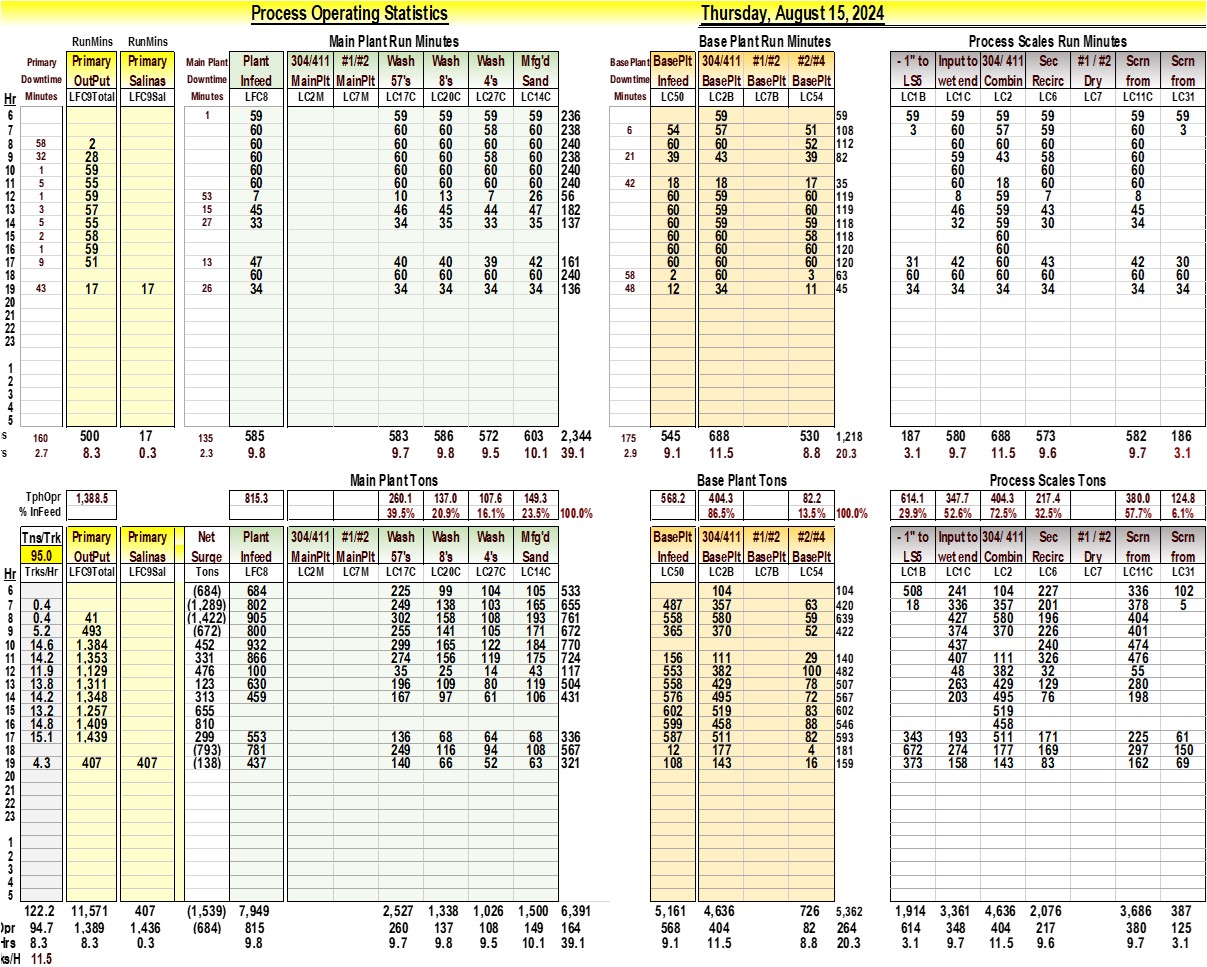 Process Operating Statistics Thursday, August 15, 2024
RunMins RunMins Main Plant Run Minutes Base Plant Run Minutes Process Scales Run Minutes
Primary Primary Primary Main Plant Plant 304/411 #1/#2 Wash Wash Wash Mfg'd BasePlant BasePlt 304/411 #1/#2 #2/#4 - 1" to Input to 304/ 411 Sec #1 / #2 Scrn Scrn
Downtime OutPut Salinas Downtime Infeed MainPlt MainPlt 57's 8's 4's Sand Downtime Infeed BasePlt BasePlt BasePlt LS5 wet end Combin Recirc Dry from from
Hr Minutes LFC9Total LFC9Sal Minutes LFC8 LC2M LC7M LC17C LC20C LC27C LC14C Minutes LC50 LC2B LC7B LC54 LC1B LC1C LC2 LC6 LC7 LC11C LC31
6 1 59 59 59 59 59 236 59 59 59 59 59 59 59 59
7 60 60 60 58 60 238 6 54 57 51 108 3 60 57 59 60 3
8 58 2 60 60 60 60 60 240 60 60 52 112 60 60 60 60
9 32 28 60 60 60 58 60 238 21 39 43 39 82 59 43 58 60
10 1 59 60 60 60 60 60 240 60 60 60
11 5 55 60 60 60 60 60 240 42 18 18 17 35 60 18 60 60
12 1 59 53 7 10 13 7 26 56 60 59 60 119 8 59 7 8
13 3 57 15 45 46 45 44 47 182 60 59 60 119 46 59 43 45
14 5 55 27 33 34 35 33 35 137 60 59 59 118 32 59 30 34
15 2 58 60 60 58 118 60
16 1 59 60 60 60 120 60
17 9 51 13 47 40 40 39 42 161 60 60 60 120 31 42 60 43 42 30
18 60 60 60 60 60 240 58 2 60 3 63 60 60 60 60 60 60
19 43 17 17 26 34 34 34 34 34 136 48 12 34 11 45 34 34 34 34 34 34
20
21
22
23
1
2
3
4
5
s 160 500 17 135 585 583 586 572 603 2,344 175 545 688 530 1,218 187 580 688 573 582 186
s 2.7 8.3 0.3 2.3 9.8 9.7 9.8 9.5 10.1 39.1 2.9 9.1 11.5 8.8 20.3 3.1 9.7 11.5 9.6 9.7 3.1
Main Plant Tons Base Plant Tons Process Scales Tons
TphOpr 1,388.5 815.3 260.1 137.0 107.6 149.3 568.2 404.3 82.2 614.1 347.7 404.3 217.4 380.0 124.8
% InFeed 39.5% 20.9% 16.1% 23.5% 100.0% 86.5% 13.5% 100.0% 29.9% 52.6% 72.5% 32.5% 57.7% 6.1%
Tns/Trk Primary Primary Net Plant 304/411 #1/#2 Wash Wash Wash Mfg'd BasePlt 304/411 #1/#2 #2/#4 - 1" to Input to 304/ 411 Sec #1 / #2 Scrn Scrn
95.0 OutPut Salinas Surge Infeed MainPlt MainPlt 57's 8's 4's Sand Infeed BasePlt BasePlt BasePlt LS5 wet end Combin Recirc Dry from from
Hr Trks/Hr LFC9Total LFC9Sal Tons LFC8 LC2M LC7M LC17C LC20C LC27C LC14C LC50 LC2B LC7B LC54 LC1B LC1C LC2 LC6 LC7 LC11C LC31
6 (684) 684 225 99 104 105 533 104 104 508 241 104 227 336 102
7 0.4 (1,289) 802 249 138 103 165 655 487 357 63 420 18 336 357 201 378 5
8 0.4 41 (1,422) 905 302 158 108 193 761 558 580 59 639 427 580 196 404
9 5.2 493 (672) 800 255 141 105 171 672 365 370 52 422 374 370 226 401
10 14.6 1,384 452 932 299 165 122 184 770 437 240 474
11 14.2 1,353 331 866 274 156 119 175 724 156 111 29 140 407 111 326 476
12 11.9 1,129 476 100 35 25 14 43 117 553 382 100 482 48 382 32 55
13 13.8 1,311 123 630 196 109 80 119 504 558 429 78 507 263 429 129 280
14 14.2 1,348 313 459 167 97 61 106 431 576 495 72 567 203 495 76 198
15 13.2 1,257 655 602 519 83 602 519
16 14.8 1,409 810 599 458 88 546 458
17 15.1 1,439 299 553 136 68 64 68 336 587 511 82 593 343 193 511 171 225 61
18 (793) 781 249 116 94 108 567 12 177 4 181 672 274 177 169 297 150
19 4.3 407 407 (138) 437 140 66 52 63 321 108 143 16 159 373 158 143 83 162 69
20
21
22
23
1
2
3
4
5
122.2 11,571 407 (1,539) 7,949 2,527 1,338 1,026 1,500 6,391 5,161 4,636 726 5,362 1,914 3,361 4,636 2,076 3,686 387
Opr 94.7 1,389 1,436 (684) 815 260 137 108 149 164 568 404 82 264 614 348 404 217 380 125
Hrs 8.3 8.3 0.3 9.8 9.7 9.8 9.5 10.1 39.1 9.1 11.5 8.8 20.3 3.1 9.7 11.5 9.6 9.7 3.1
ks/H 11.5